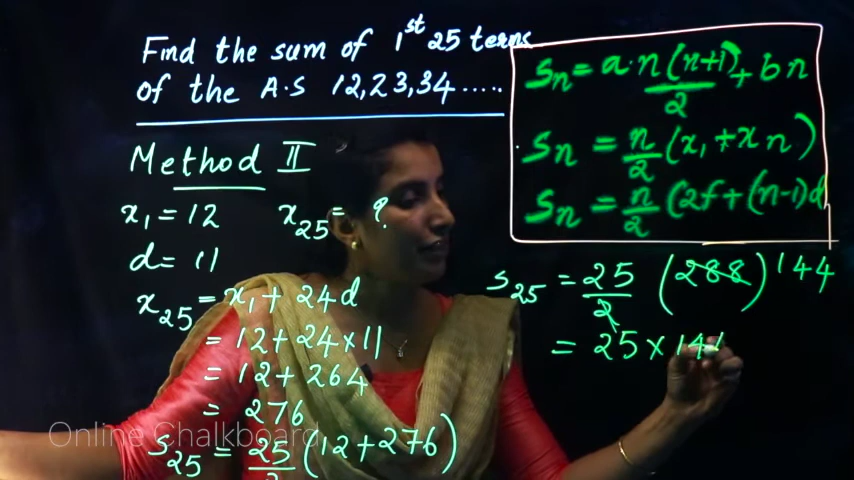 Find the sum of 1st 25 terms
of the A.S 12,23,34.....
Sn = a.n(n+1)/2 + bn
Sn = n/2 (x₁ + xn)
Sn = n/2 (2f + (n-1)d
Method II
x₁ = 12 x₂₅ = ?
d = 11
x₂₅ = x₁ + 24d
= 12 + 24×11
= 12 + 264
= 276
S₂₅ = 25/2 (12 + 276)
S₂₅ = 25/2 (288) 144
= 25 × 144
Online Chalkboard